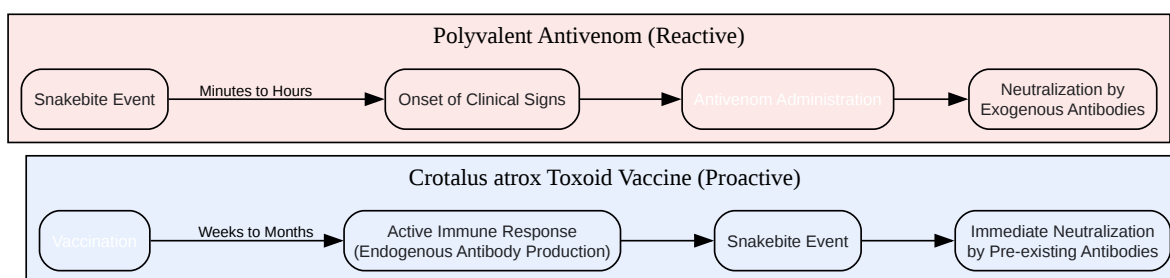 Polyvalent Antivenom (Reactive)
Snakebite Event
Minutes to Hours
Onset of Clinical Signs
Antivenom Administration
Neutralization by
Exogenous Antibodies
Crotalus atrox Toxoid Vaccine (Proactive)
Vaccination
Weeks to Months
Active Immune Response
(Endogenous Antibody Production)
Snakebite Event
Immediate Neutralization
by Pre-existing Antibodies